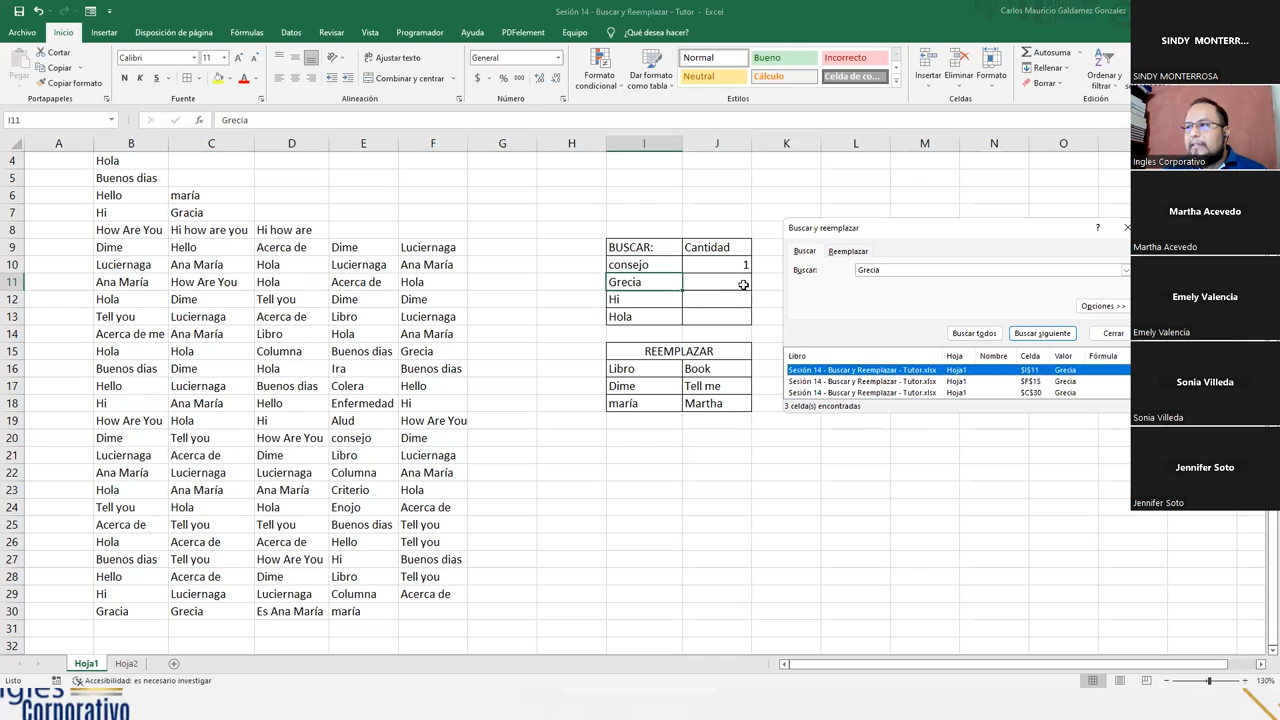 Sesión 14 - Buscar y Reemplazar - Tutor - Excel
Carlos Mauricio Galdamez Gonzalez
Archivo Inicio Insertar Disposición de página Fórmulas Datos Revisar Vista Programador Ayuda PDFelement Equipo ¿Qué desea hacer?
Pegar
Cortar
Copiar
Copiar formato
Portapapeles
Calibri 11
N K S
Fuente
Ajustar texto
Combinar y centrar
Alineación
General
Número
Formato condicional
Dar formato como tabla
Normal Bueno Incorrecto
Neutral Cálculo Celda de co...
Estilos
Insertar Eliminar Formato
Celdas
Autosuma
Rellenar
Borrar
Ordenar y filtrar
Edición
I11 Grecia
A B C D E F G H I J K L M N O
4 Hola
5 Buenos dias
6 Hello maría
7 Hi Gracia
8 How Are You Hi how are you Hi how are
9 Dime Hello Acerca de Dime Luciernaga BUSCAR: Cantidad
10 Luciernaga Ana María Hola Luciernaga Ana María consejo 1
11 Ana María How Are You Hola Acerca de Hola Grecia
12 Hola Dime Tell you Dime Dime Hi
13 Tell you Luciernaga Acerca de Libro Luciernaga Hola
14 Acerca de me Ana María Libro Hola Ana María
15 Hola Hola Columna Buenos dias Grecia REEMPLAZAR
16 Buenos dias Dime Hola Ira Buenos dias Libro Book
17 Hello Luciernaga Buenos dias Colera Hello Dime Tell me
18 Hi Ana María Hello Enfermedad Hi maría Martha
19 How Are You Hola Hi Alud How Are You
20 Dime Tell you How Are You consejo Dime
21 Luciernaga Acerca de Dime Libro Luciernaga
22 Ana María Luciernaga Luciernaga Columna Ana María
23 Hola Ana María Ana María Criterio Hola
24 Tell you Hola Hola Enojo Acerca de
25 Acerca de Tell you Tell you Buenos dias Tell you
26 Hola Acerca de Acerca de Hello Tell you
27 Buenos dias Tell you How Are You Hi Buenos dias
28 Hello Acerca de Dime Libro Tell you
29 Hi Luciernaga Luciernaga Columna Acerca de
30 Gracia Grecia Es Ana María maría
31
32
Buscar y reemplazar
Buscar Reemplazar
Buscar: Grecia
Opciones >>
Buscar todos Buscar siguiente Cerrar
Libro Hoja Nombre Celda Valor Fórmula
Sesión 14 - Buscar y Reemplazar - Tutor.xlsx Hoja1 $I$11 Grecia
Sesión 14 - Buscar y Reemplazar - Tutor.xlsx Hoja1 $F$15 Grecia
Sesión 14 - Buscar y Reemplazar - Tutor.xlsx Hoja1 $C$30 Grecia
3 celda(s) encontradas
SINDY MONTERR...
SINDY MONTERROSA
Ingles Corporativo
Martha Acevedo
Martha Acevedo
Emely Valencia
Emely Valencia
Sonia Villeda
Sonia Villeda
Jennifer Soto
Jennifer Soto
Hoja1 Hoja2
Listo Accesibilidad: es necesario investigar 130%
Ingles
Corporativo